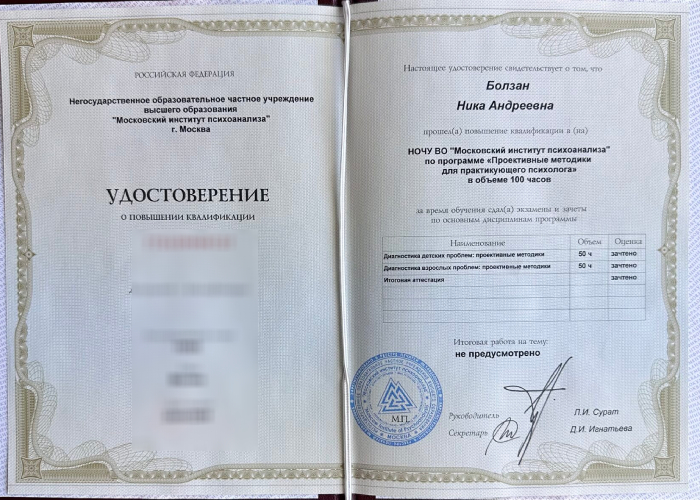 РОССИЙСКАЯ ФЕДЕРАЦИЯ
Негосударственное образовательное частное учреждение
высшего образования
"Московский институт психоанализа"
г. Москва
УДОСТОВЕРЕНИЕ
О ПОВЫШЕНИИ КВАЛИФИКАЦИИ
Настоящее удостоверение свидетельствует о том, что
Болзан
Ника Андреевна
прошел(а) повышение квалификации в (на)
НОЧУ ВО "Московский институт психоанализа"
по программе «Проективные методики
для практикующего психолога»
в объеме 100 часов
за время обучения сдал(а) экзамены и зачеты
по основным дисциплинам программы
Наименование Объем Оценка
Диагностика детских проблем: проективные методики 50 ч зачтено
Диагностика взрослых проблем: проективные методики 50 ч зачтено
Итоговая аттестация зачтено
Итоговая работа на тему:
не предусмотрено
М.П.
МОСКВА
Руководитель Л.И. Сурат
Секретарь Д.И. Игнатьева